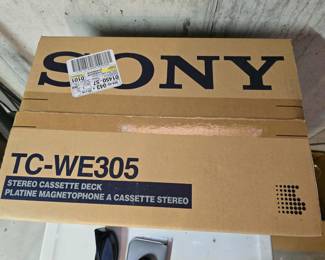 SONY
TC-WE305
STEREO CASSETTE DECK
PLATINE MAGNETOPHONE A CASSETTE STEREO